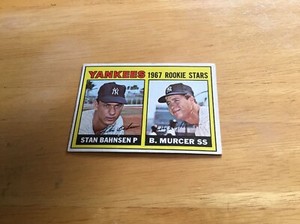 YANKEES 1967 ROOKIE STARS
STAN BAHNSEN P
B. MURCER SS